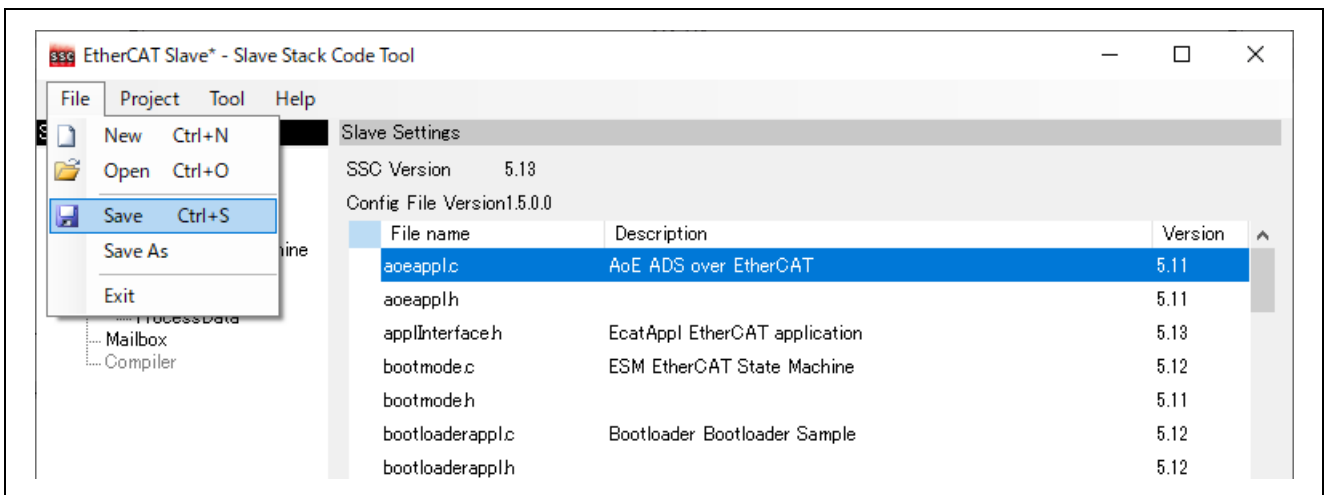 ssc EtherCAT Slave* - Slave Stack Code Tool
File Project Tool Help
New Ctrl+N
Open Ctrl+O
Save Ctrl+S
Save As
Exit
Mailbox
Compiler
Slave Settings
SSC Version 5.13
Config File Version1.5.0.0
File name Description Version
aoeappl.c AoE ADS over EtherCAT 5.11
aoeappl.h 5.11
applInterface.h EcatAppl EtherCAT application 5.13
bootmode.c ESM EtherCAT State Machine 5.12
bootmode.h 5.11
bootloaderappl.c Bootloader Bootloader Sample 5.12
bootloaderappl.h 5.12